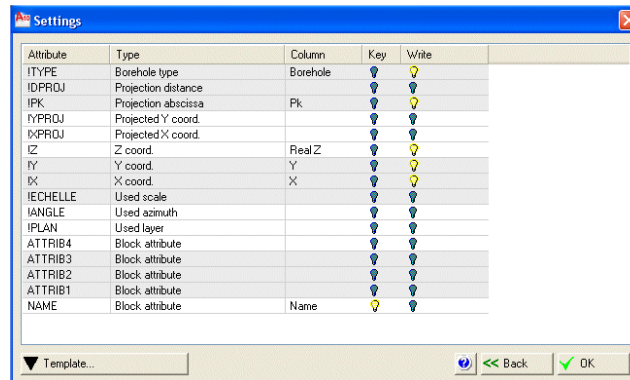 Settings
Attribute Type Column Key Write
!TYPE Borehole type Borehole
!DPROJ Projection distance
!PK Projection abscissa Pk
!YPROJ Projected Y coord.
!XPROJ Projected X coord.
!Z Z coord. Real Z
!Y Y coord. Y
!X X coord. X
!ECHELLE Used scale
!ANGLE Used azimuth
!PLAN Used layer
ATTRIB4 Block attribute
ATTRIB3 Block attribute
ATTRIB2 Block attribute
ATTRIB1 Block attribute
NAME Block attribute Name
Template... << Back OK